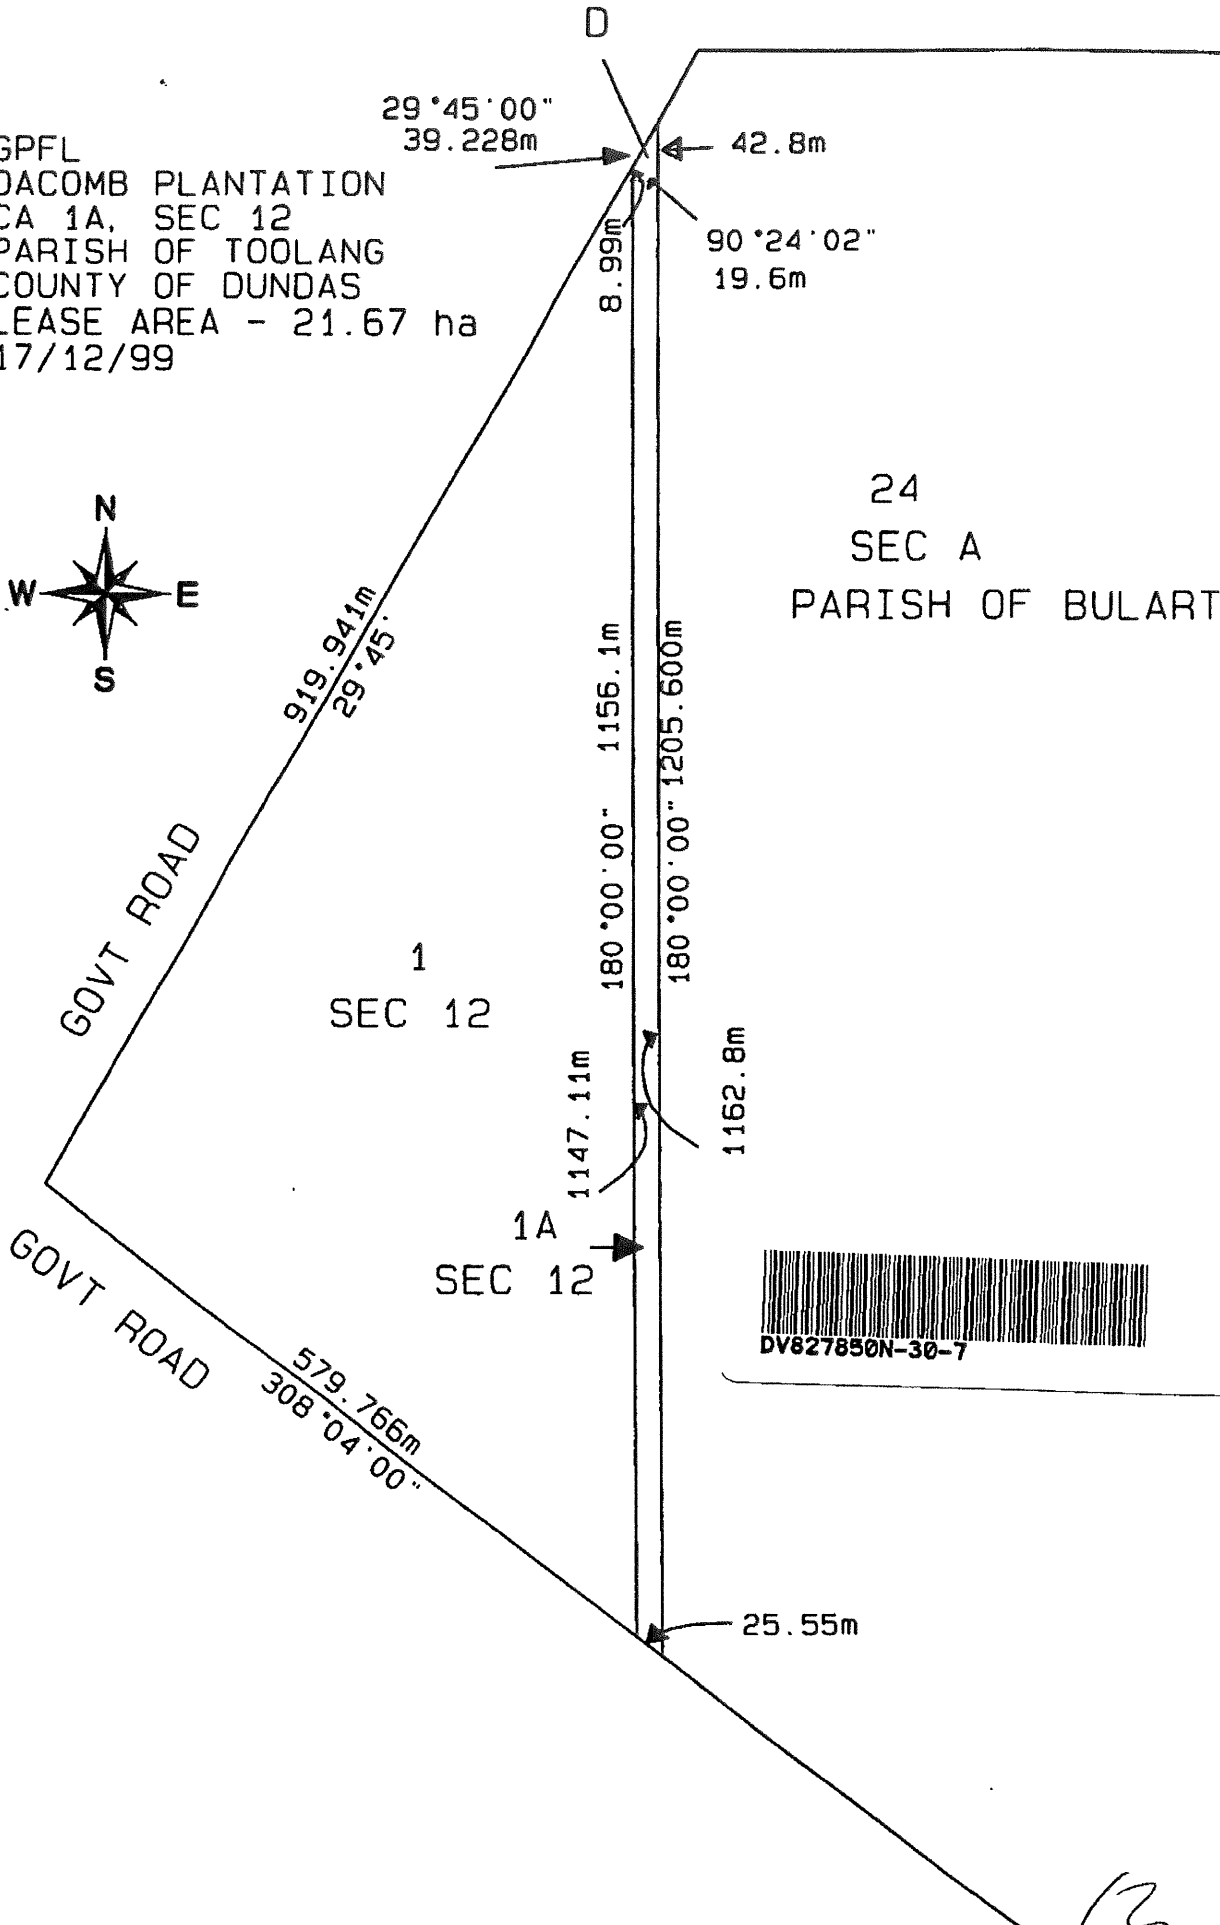 D
29°45'00"
39.228m
42.8m
GPFL
DACOMB PLANTATION
CA 1A, SEC 12
PARISH OF TOOLANG
COUNTY OF DUNDAS
LEASE AREA - 21.67 ha
17/12/99
8.99m
90°24'02"
19.6m
24
SEC A
PARISH OF BULART
N
W
E
S
919.941m
29°45'
1156.1m
180°00'00"
1205.600m
180°00'00"
GOVT ROAD
1
SEC 12
1147.11m
1162.8m
1A
SEC 12
GOVT ROAD
579.766m
308°04'00"
DV827850N-30-7
25.55m